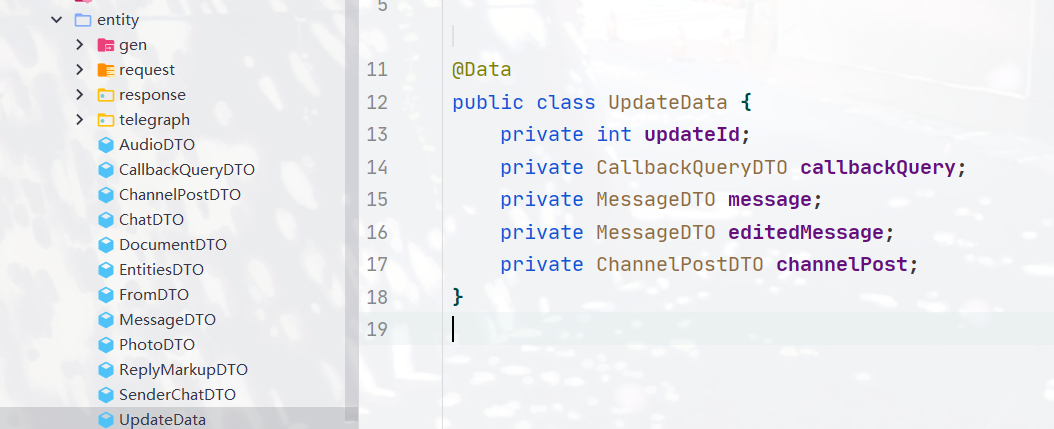 entity
gen
request
response
telegraph
AudioDTO
CallbackQueryDTO
ChannelPostDTO
ChatDTO
DocumentDTO
EntitiesDTO
FromDTO
MessageDTO
PhotoDTO
ReplyMarkupDTO
SenderChatDTO
UpdateData
5
11 @Data
12 public class UpdateData {
13 private int updateId;
14 private CallbackQueryDTO callbackQuery;
15 private MessageDTO message;
16 private MessageDTO editedMessage;
17 private ChannelPostDTO channelPost;
18 }
19